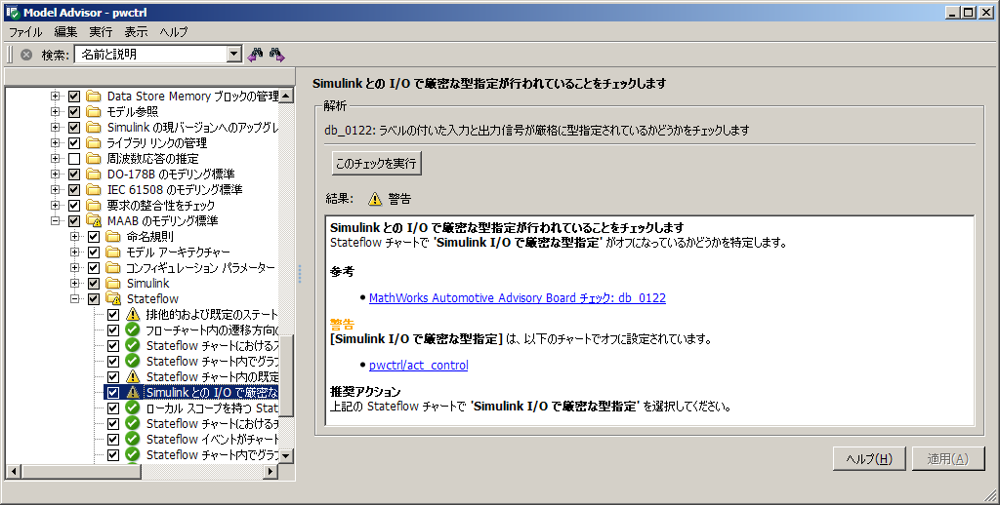 Model Advisor - pwctrl
ファイル 編集 実行 表示 ヘルプ
検索: 名前と説明
Data Store Memory ブロックの管理
モデル参照
Simulink の現バージョンへのアップグレ
ライブラリ リンクの管理
周波数応答の推定
DO-178B のモデリング標準
IEC 61508 のモデリング標準
要求の整合性をチェック
MAAB のモデリング標準
命名規則
モデル アーキテクチャー
コンフィギュレーション パラメーター
Simulink
Stateflow
排他的および既定のステート
フローチャート内の遷移方向の
Stateflow チャートにおけるス
Stateflow チャート内でグラフ
Stateflow チャート内の既定
Simulink との I/O で厳密な
ローカル スコープを持つ Stat
Stateflow チャートにおけるチ
Stateflow イベントがチャート
Stateflow チャート内でグラフ
Simulink との I/O で厳密な型指定が行われていることをチェックします
解析
db_0122: ラベルの付いた入力と出力信号が厳格に型指定されているかどうかをチェックします
このチェックを実行
結果: 警告
Simulink との I/O で厳密な型指定が行われていることをチェックします
Stateflow チャートで 'Simulink I/O で厳密な型指定' がオフになっているかどうかを特定します。
参考
• MathWorks Automotive Advisory Board チェック: db_0122
警告
[Simulink I/O で厳密な型指定] は、以下のチャートでオフに設定されています。
• pwctrl/act_control
推奨アクション
上記の Stateflow チャートで 'Simulink I/O で厳密な型指定' を選択してください。
ヘルプ(H) 適用(A)